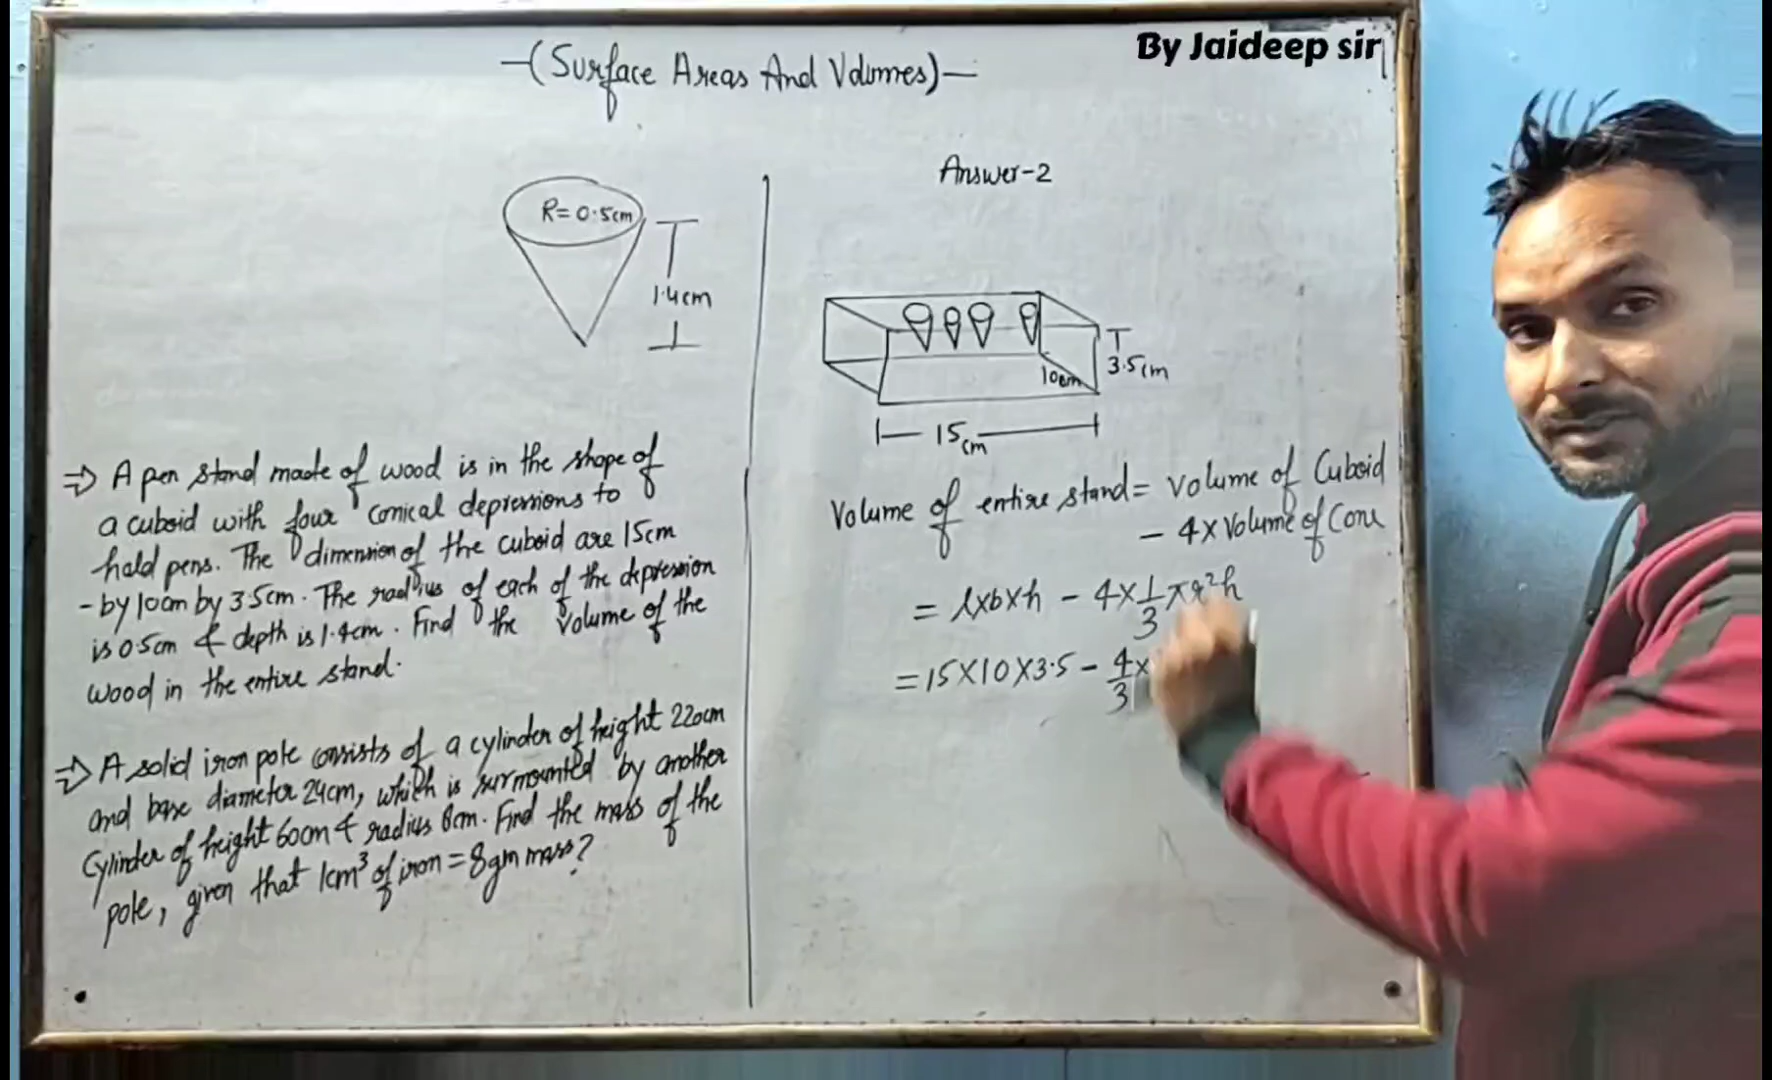 By Jaideep sir
-(Surface Areas And Volumes)-
R=0.5cm
1.4cm
⇒ A pen stand made of wood is in the shape of
a cuboid with four conical depressions to
hold pens. The dimension of the cuboid are 15cm
-by 10cm by 3.5cm. The radius of each of the depression
is 0.5cm & depth is 1.4cm. Find the volume of the
wood in the entire stand.
⇒ A solid iron pole consists of a cylinder of height 220cm
and base diameter 24cm, which is surmounted by another
Cylinder of height 60cm & radius 8cm. Find the mass of the
pole, given that 1cm³ of iron = 8gm mass?
Answer-2
3.5cm
10cm
15cm
Volume of entire stand = Volume of Cuboid
- 4× Volume of Cone
= l×b×h - 4×1/3πr²h
= 15×10×3.5 - 4/3×